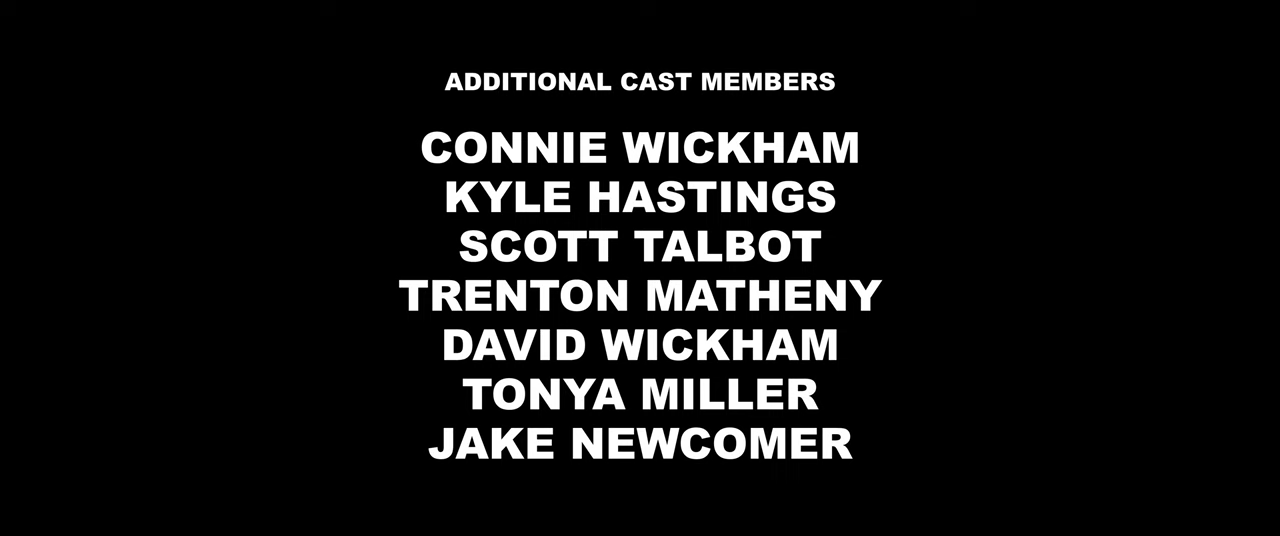 ADDITIONAL CAST MEMBERS
CONNIE WICKHAM
KYLE HASTINGS
SCOTT TALBOT
TRENTON MATHENY
DAVID WICKHAM
TONYA MILLER
JAKE NEWCOMER